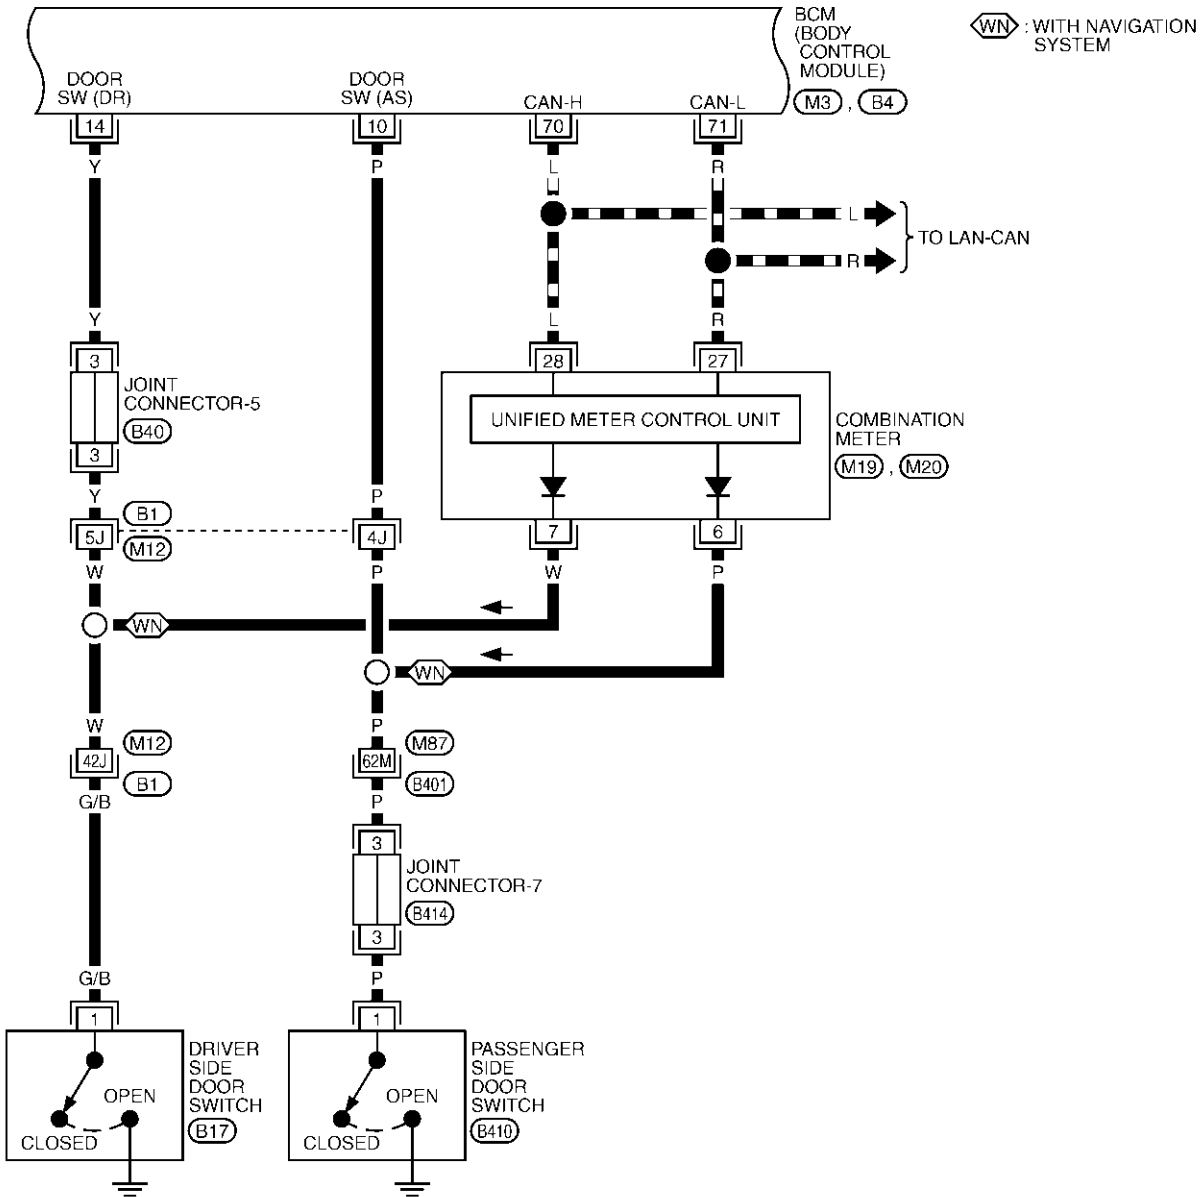 BCM
(BODY
CONTROL
MODULE)
M3 , B4
WN : WITH NAVIGATION
SYSTEM
DOOR
SW (DR)
DOOR
SW (AS)
CAN-H
CAN-L
14
10
70
71
Y
P
L
R
L
TO LAN-CAN
R
Y
L
R
3
28
27
JOINT
CONNECTOR-5
B40
UNIFIED METER CONTROL UNIT
COMBINATION
METER
M19 , M20
3
Y
P
B1
5J
4J
7
6
M12
W
P
W
P
WN
WN
W
P
M12
M87
42J
62M
B1
B401
G/B
P
3
JOINT
CONNECTOR-7
B414
3
G/B
P
1
1
DRIVER
SIDE
DOOR
SWITCH
B17
PASSENGER
SIDE
DOOR
SWITCH
B410
OPEN
CLOSED
OPEN
CLOSED